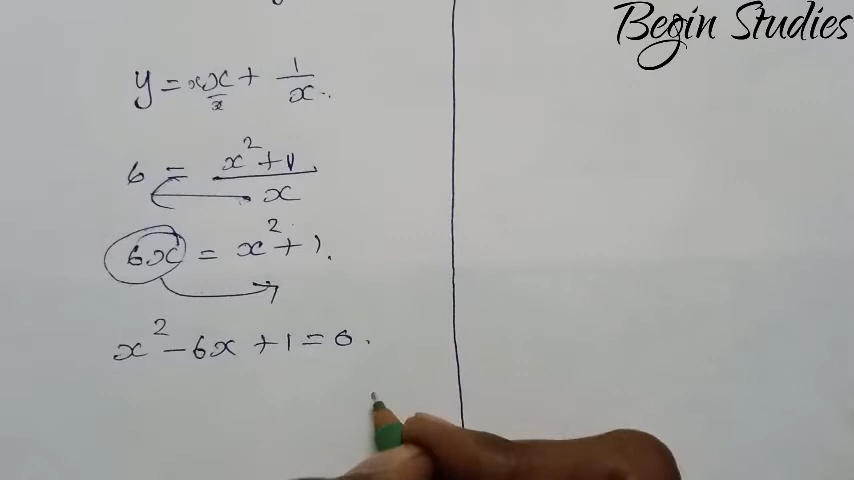 Begin Studies
y = x·x/x + 1/x.
6 = (x² + 1)/x
6x = x² + 1.
x² - 6x + 1 = 0.